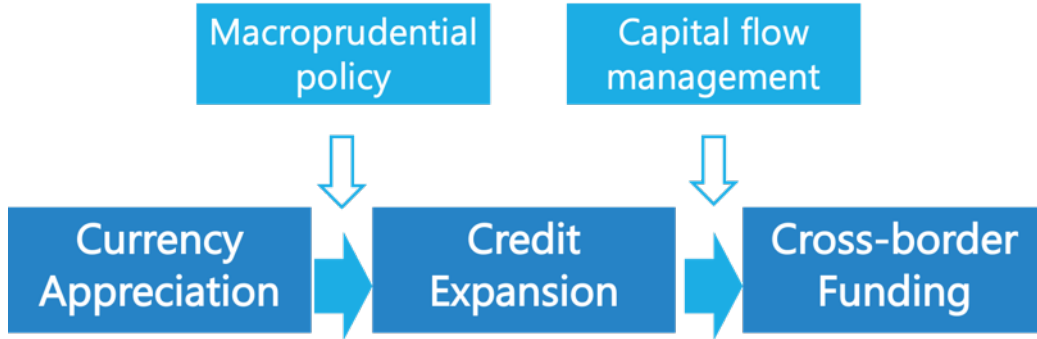 Macroprudential
policy
Capital flow
management
Currency
Appreciation
Credit
Expansion
Cross-border
Funding